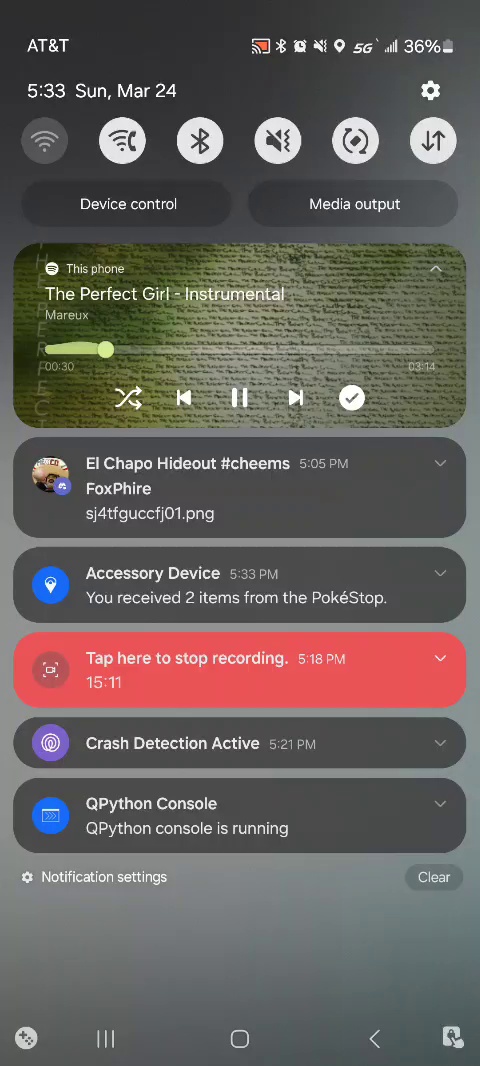 AT&T
5G 36%
5:33 Sun, Mar 24
Device control
Media output
This phone
The Perfect Girl - Instrumental
Mareux
00:30
03:14
El Chapo Hideout #cheems 5:05 PM
FoxPhire
sj4tfguccfj01.png
Accessory Device 5:33 PM
You received 2 items from the PokéStop.
Tap here to stop recording. 5:18 PM
15:11
Crash Detection Active 5:21 PM
QPython Console
QPython console is running
Notification settings
Clear